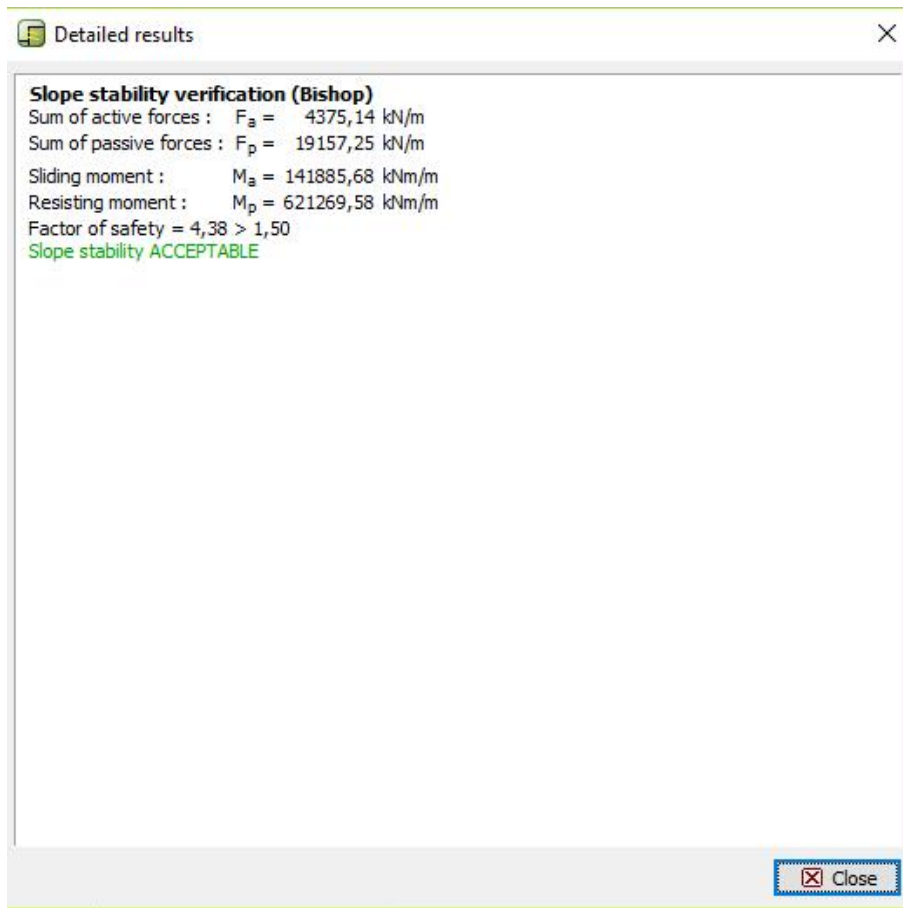 Detailed results
Slope stability verification (Bishop)
Sum of active forces : Fa = 4375,14 kN/m
Sum of passive forces : Fp = 19157,25 kN/m
Sliding moment : Ma = 141885,68 kNm/m
Resisting moment : Mp = 621269,58 kNm/m
Factor of safety = 4,38 > 1,50
Slope stability ACCEPTABLE
Close